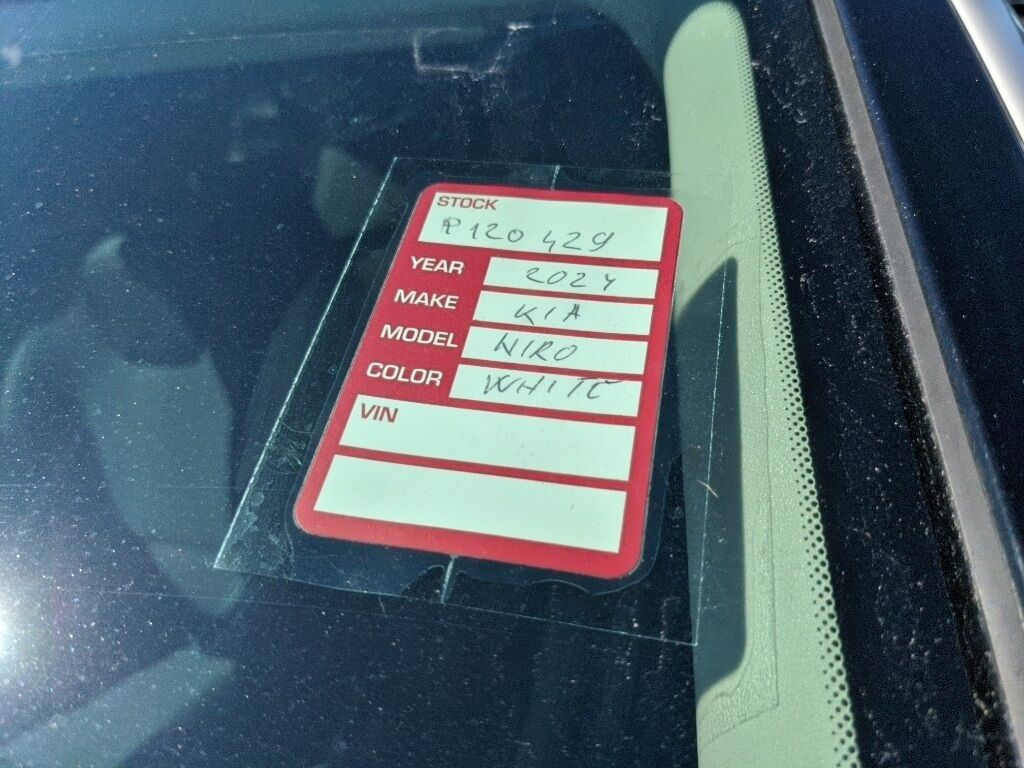 STOCK
P120429
YEAR 2024
MAKE KIA
MODEL NIRO
COLOR WHITE
VIN